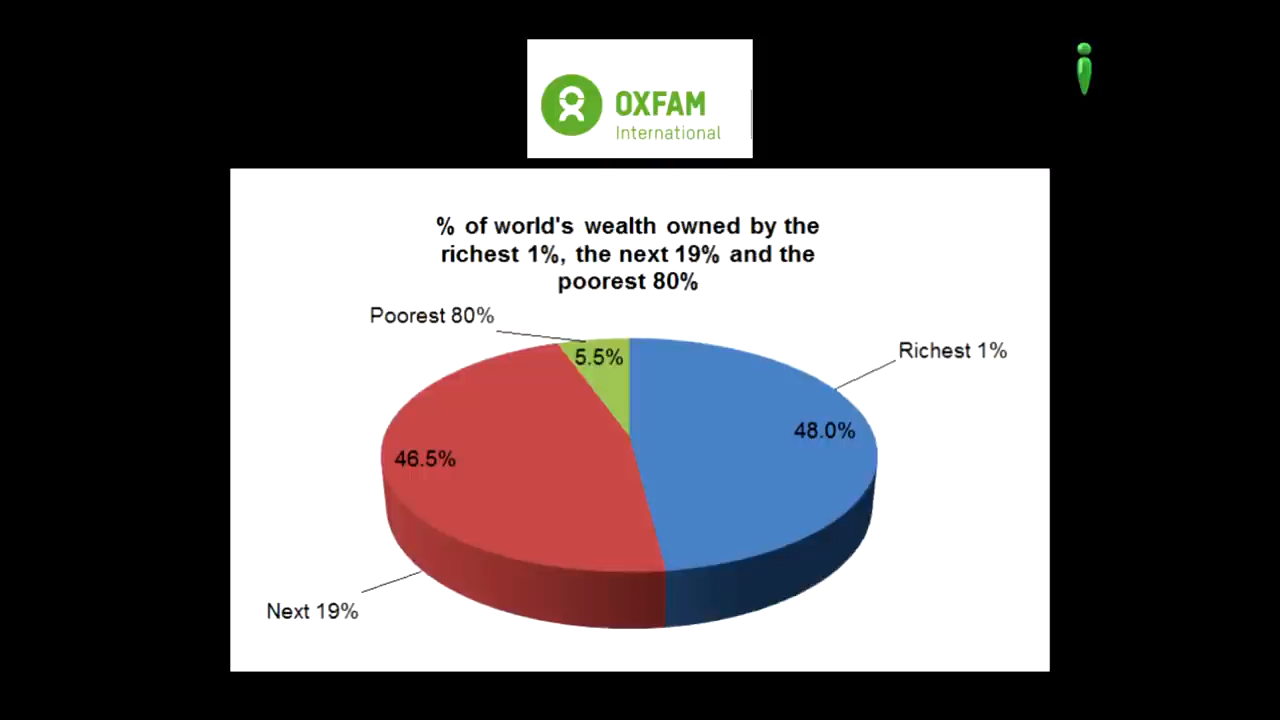 OXFAM
International
% of world's wealth owned by the
richest 1%, the next 19% and the
poorest 80%
Poorest 80%
5.5%
Richest 1%
48.0%
46.5%
Next 19%